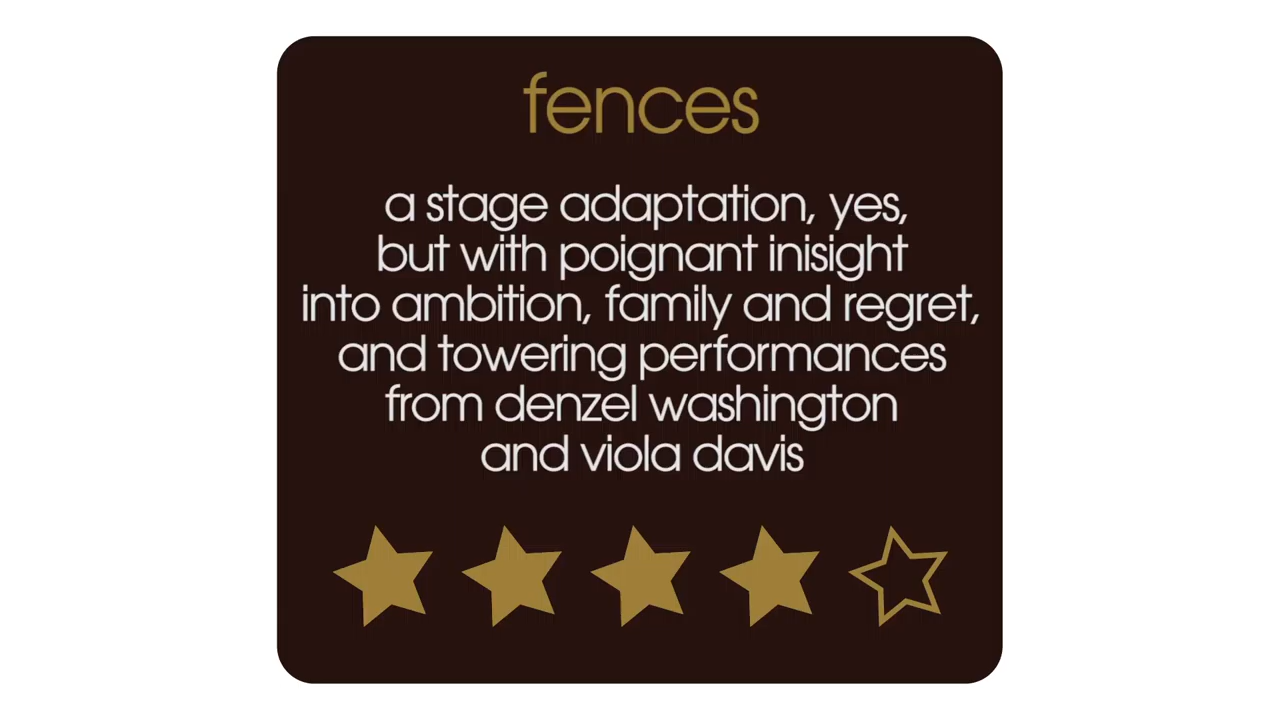 fences
a stage adaptation, yes,
but with poignant inisight
into ambition, family and regret,
and towering performances
from denzel washington
and viola davis